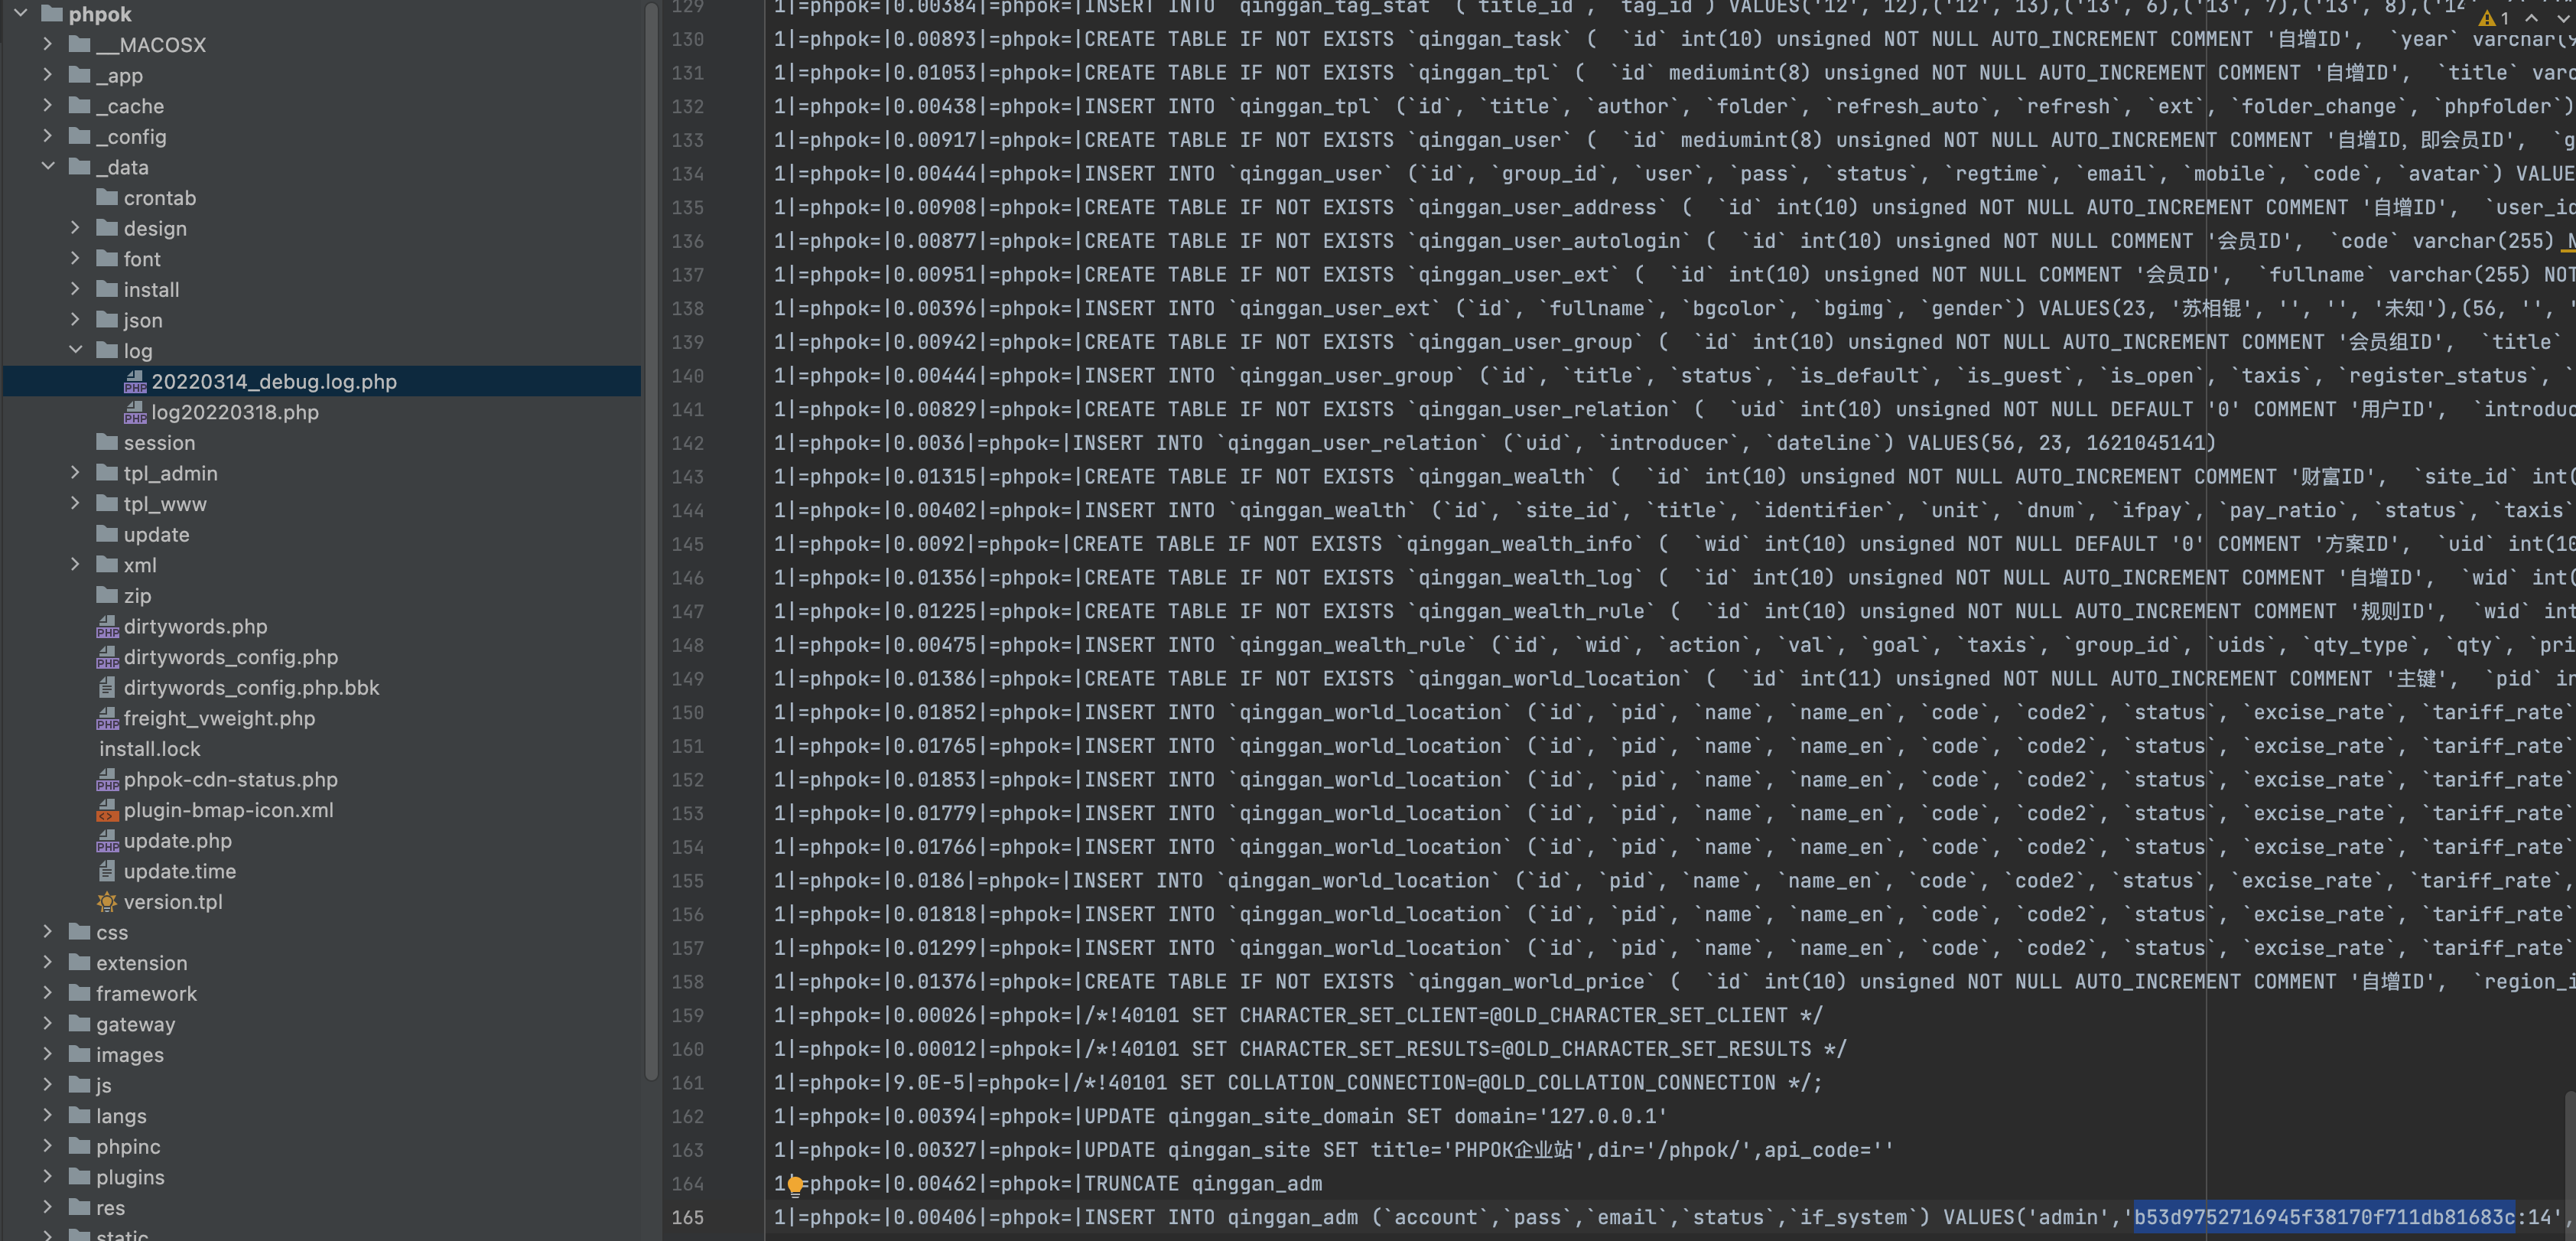 phpok
__MACOSX
_app
_cache
_config
_data
crontab
design
font
install
json
log
20220314_debug.log.php
log20220318.php
session
tpl_admin
tpl_www
update
xml
zip
dirtywords.php
dirtywords_config.php
dirtywords_config.php.bbk
freight_vweight.php
install.lock
phpok-cdn-status.php
plugin-bmap-icon.xml
update.php
update.time
version.tpl
css
extension
framework
gateway
images
js
langs
phpinc
plugins
res
static
1
129 1|=phpok=|0.00384|=phpok=|INSERT INTO `qinggan_tag_stat` (`title_id`, `tag_id`) VALUES('12', 12),('12', 13),('13', 6),('13', 7),('13', 8),('14'
130 1|=phpok=|0.00893|=phpok=|CREATE TABLE IF NOT EXISTS `qinggan_task` (  `id` int(10) unsigned NOT NULL AUTO_INCREMENT COMMENT '自增ID',  `year` varchar(
131 1|=phpok=|0.01053|=phpok=|CREATE TABLE IF NOT EXISTS `qinggan_tpl` (  `id` mediumint(8) unsigned NOT NULL AUTO_INCREMENT COMMENT '自增ID',  `title` varc
132 1|=phpok=|0.00438|=phpok=|INSERT INTO `qinggan_tpl` (`id`, `title`, `author`, `folder`, `refresh_auto`, `refresh`, `ext`, `folder_change`, `phpfolder`)
133 1|=phpok=|0.00917|=phpok=|CREATE TABLE IF NOT EXISTS `qinggan_user` (  `id` mediumint(8) unsigned NOT NULL AUTO_INCREMENT COMMENT '自增ID，即会员ID',  `g
134 1|=phpok=|0.00444|=phpok=|INSERT INTO `qinggan_user` (`id`, `group_id`, `user`, `pass`, `status`, `regtime`, `email`, `mobile`, `code`, `avatar`) VALUE
135 1|=phpok=|0.00908|=phpok=|CREATE TABLE IF NOT EXISTS `qinggan_user_address` (  `id` int(10) unsigned NOT NULL AUTO_INCREMENT COMMENT '自增ID',  `user_id
136 1|=phpok=|0.00877|=phpok=|CREATE TABLE IF NOT EXISTS `qinggan_user_autologin` (  `id` int(10) unsigned NOT NULL COMMENT '会员ID',  `code` varchar(255) N
137 1|=phpok=|0.00951|=phpok=|CREATE TABLE IF NOT EXISTS `qinggan_user_ext` (  `id` int(10) unsigned NOT NULL COMMENT '会员ID',  `fullname` varchar(255) NOT
138 1|=phpok=|0.00396|=phpok=|INSERT INTO `qinggan_user_ext` (`id`, `fullname`, `bgcolor`, `bgimg`, `gender`) VALUES(23, '苏相锟', '', '', '未知'),(56, '', '',
139 1|=phpok=|0.00942|=phpok=|CREATE TABLE IF NOT EXISTS `qinggan_user_group` (  `id` int(10) unsigned NOT NULL AUTO_INCREMENT COMMENT '会员组ID',  `title`
140 1|=phpok=|0.00444|=phpok=|INSERT INTO `qinggan_user_group` (`id`, `title`, `status`, `is_default`, `is_guest`, `is_open`, `taxis`, `register_status`, `
141 1|=phpok=|0.00829|=phpok=|CREATE TABLE IF NOT EXISTS `qinggan_user_relation` (  `uid` int(10) unsigned NOT NULL DEFAULT '0' COMMENT '用户ID',  `introduc
142 1|=phpok=|0.0036|=phpok=|INSERT INTO `qinggan_user_relation` (`uid`, `introducer`, `dateline`) VALUES(56, 23, 1621045141)
143 1|=phpok=|0.01315|=phpok=|CREATE TABLE IF NOT EXISTS `qinggan_wealth` (  `id` int(10) unsigned NOT NULL AUTO_INCREMENT COMMENT '财富ID',  `site_id` int(
144 1|=phpok=|0.00402|=phpok=|INSERT INTO `qinggan_wealth` (`id`, `site_id`, `title`, `identifier`, `unit`, `dnum`, `ifpay`, `pay_ratio`, `status`, `taxis`
145 1|=phpok=|0.0092|=phpok=|CREATE TABLE IF NOT EXISTS `qinggan_wealth_info` (  `wid` int(10) unsigned NOT NULL DEFAULT '0' COMMENT '方案ID',  `uid` int(10
146 1|=phpok=|0.01356|=phpok=|CREATE TABLE IF NOT EXISTS `qinggan_wealth_log` (  `id` int(10) unsigned NOT NULL AUTO_INCREMENT COMMENT '自增ID',  `wid` int(
147 1|=phpok=|0.01225|=phpok=|CREATE TABLE IF NOT EXISTS `qinggan_wealth_rule` (  `id` int(10) unsigned NOT NULL AUTO_INCREMENT COMMENT '规则ID',  `wid` int
148 1|=phpok=|0.00475|=phpok=|INSERT INTO `qinggan_wealth_rule` (`id`, `wid`, `action`, `val`, `goal`, `taxis`, `group_id`, `uids`, `qty_type`, `qty`, `pri
149 1|=phpok=|0.01386|=phpok=|CREATE TABLE IF NOT EXISTS `qinggan_world_location` (  `id` int(11) unsigned NOT NULL AUTO_INCREMENT COMMENT '主键',  `pid` in
150 1|=phpok=|0.01852|=phpok=|INSERT INTO `qinggan_world_location` (`id`, `pid`, `name`, `name_en`, `code`, `code2`, `status`, `excise_rate`, `tariff_rate`
151 1|=phpok=|0.01765|=phpok=|INSERT INTO `qinggan_world_location` (`id`, `pid`, `name`, `name_en`, `code`, `code2`, `status`, `excise_rate`, `tariff_rate`
152 1|=phpok=|0.01853|=phpok=|INSERT INTO `qinggan_world_location` (`id`, `pid`, `name`, `name_en`, `code`, `code2`, `status`, `excise_rate`, `tariff_rate`
153 1|=phpok=|0.01779|=phpok=|INSERT INTO `qinggan_world_location` (`id`, `pid`, `name`, `name_en`, `code`, `code2`, `status`, `excise_rate`, `tariff_rate`
154 1|=phpok=|0.01766|=phpok=|INSERT INTO `qinggan_world_location` (`id`, `pid`, `name`, `name_en`, `code`, `code2`, `status`, `excise_rate`, `tariff_rate`
155 1|=phpok=|0.0186|=phpok=|INSERT INTO `qinggan_world_location` (`id`, `pid`, `name`, `name_en`, `code`, `code2`, `status`, `excise_rate`, `tariff_rate`,
156 1|=phpok=|0.01818|=phpok=|INSERT INTO `qinggan_world_location` (`id`, `pid`, `name`, `name_en`, `code`, `code2`, `status`, `excise_rate`, `tariff_rate`
157 1|=phpok=|0.01299|=phpok=|INSERT INTO `qinggan_world_location` (`id`, `pid`, `name`, `name_en`, `code`, `code2`, `status`, `excise_rate`, `tariff_rate`
158 1|=phpok=|0.01376|=phpok=|CREATE TABLE IF NOT EXISTS `qinggan_world_price` (  `id` int(10) unsigned NOT NULL AUTO_INCREMENT COMMENT '自增ID',  `region_i
159 1|=phpok=|0.00026|=phpok=|/*!40101 SET CHARACTER_SET_CLIENT=@OLD_CHARACTER_SET_CLIENT */
160 1|=phpok=|0.00012|=phpok=|/*!40101 SET CHARACTER_SET_RESULTS=@OLD_CHARACTER_SET_RESULTS */
161 1|=phpok=|9.0E-5|=phpok=|/*!40101 SET COLLATION_CONNECTION=@OLD_COLLATION_CONNECTION */;
162 1|=phpok=|0.00394|=phpok=|UPDATE qinggan_site_domain SET domain='127.0.0.1'
163 1|=phpok=|0.00327|=phpok=|UPDATE qinggan_site SET title='PHPOK企业站',dir='/phpok/',api_code=''
164 1|=phpok=|0.00462|=phpok=|TRUNCATE qinggan_adm
165 1|=phpok=|0.00406|=phpok=|INSERT INTO qinggan_adm (`account`,`pass`,`email`,`status`,`if_system`) VALUES('admin','b53d9752716945f38170f711db81683c:14',